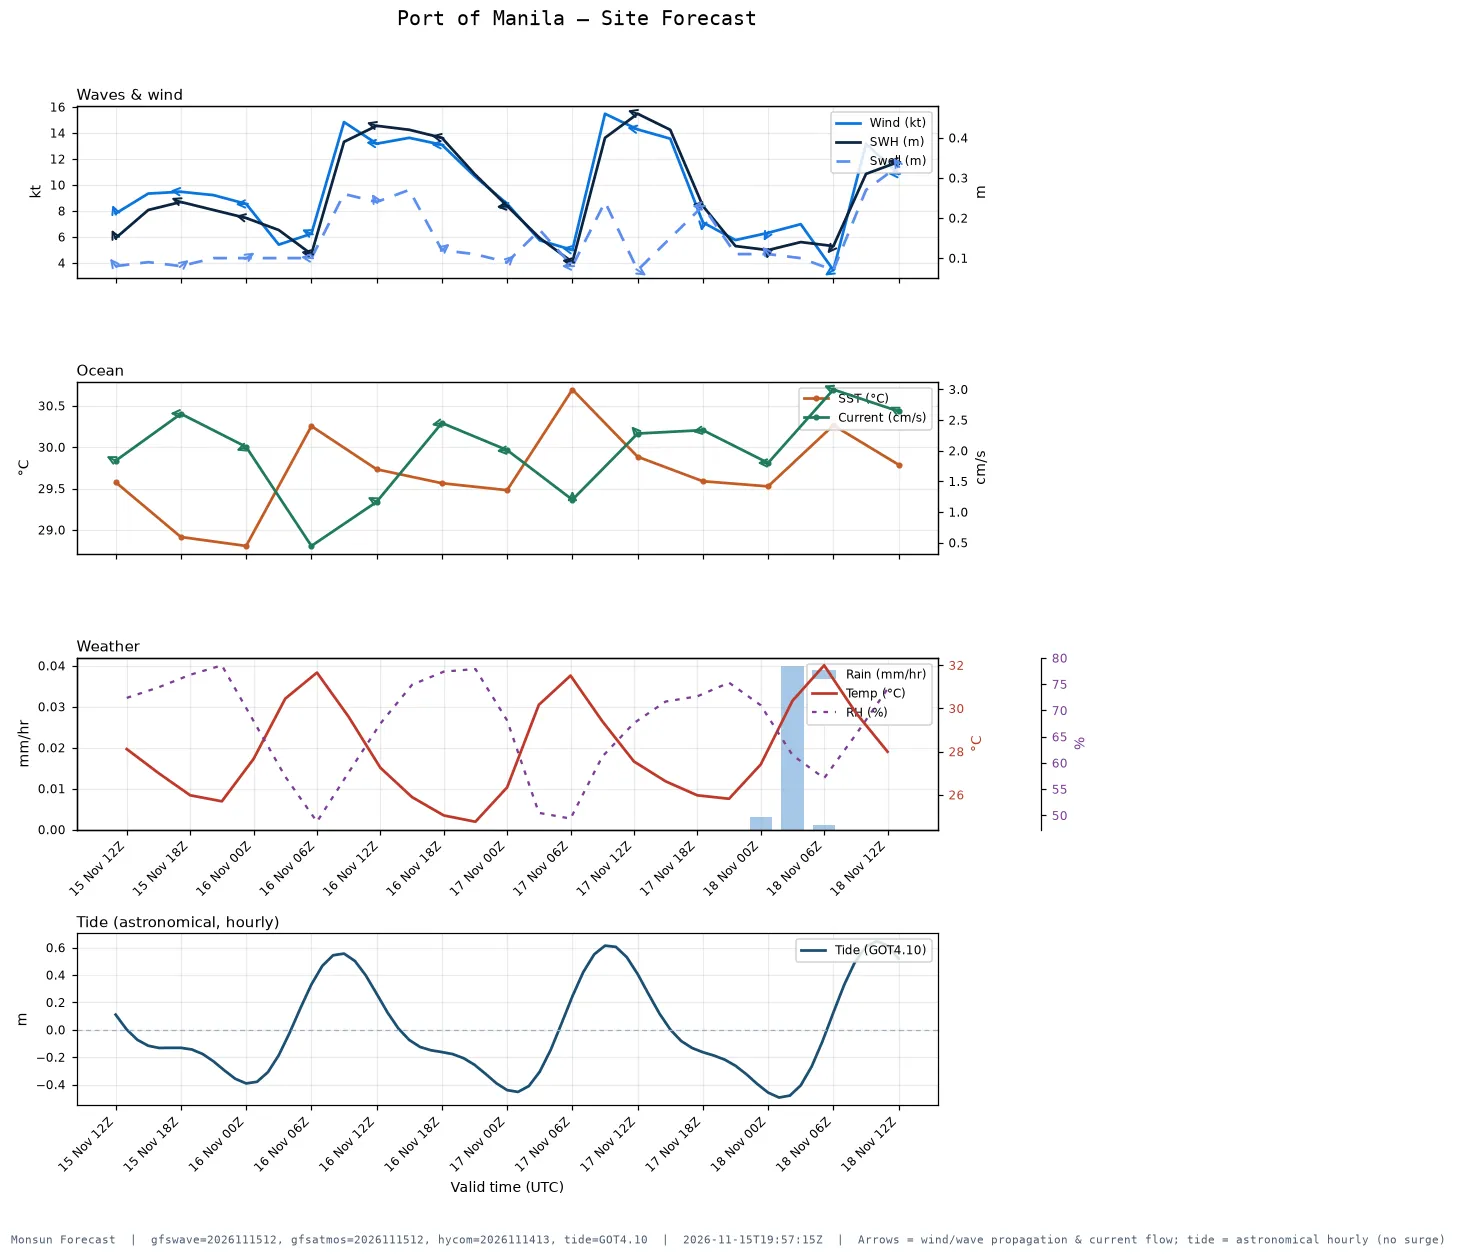 Port of Manila — Site Forecast
Waves & wind
16
14
12
10
8
6
4
kt
0.4
0.3
0.2
0.1
m
Wind (kt)
SWH (m)
Swell (m)
Ocean
30.5
30.0
29.5
29.0
°C
3.0
2.5
2.0
1.5
1.0
0.5
cm/s
SST (°C)
Current (cm/s)
Weather
0.04
0.03
0.02
0.01
0.00
mm/hr
32
30
28
26
°C
80
75
70
65
60
55
50
%
Rain (mm/hr)
Temp (°C)
RH (%)
15 Nov 12Z
15 Nov 18Z
16 Nov 00Z
16 Nov 06Z
16 Nov 12Z
16 Nov 18Z
17 Nov 00Z
17 Nov 06Z
17 Nov 12Z
17 Nov 18Z
18 Nov 00Z
18 Nov 06Z
18 Nov 12Z
Tide (astronomical, hourly)
0.6
0.4
0.2
0.0
−0.2
−0.4
m
Tide (GOT4.10)
15 Nov 12Z
15 Nov 18Z
16 Nov 00Z
16 Nov 06Z
16 Nov 12Z
16 Nov 18Z
17 Nov 00Z
17 Nov 06Z
17 Nov 12Z
17 Nov 18Z
18 Nov 00Z
18 Nov 06Z
18 Nov 12Z
Valid time (UTC)
Monsun Forecast | gfswave=2026111512, gfsatmos=2026111512, hycom=2026111413, tide=GOT4.10 | 2026-11-15T19:57:15Z | Arrows = wind/wave propagation & current flow; tide = astronomical hourly (no surge)